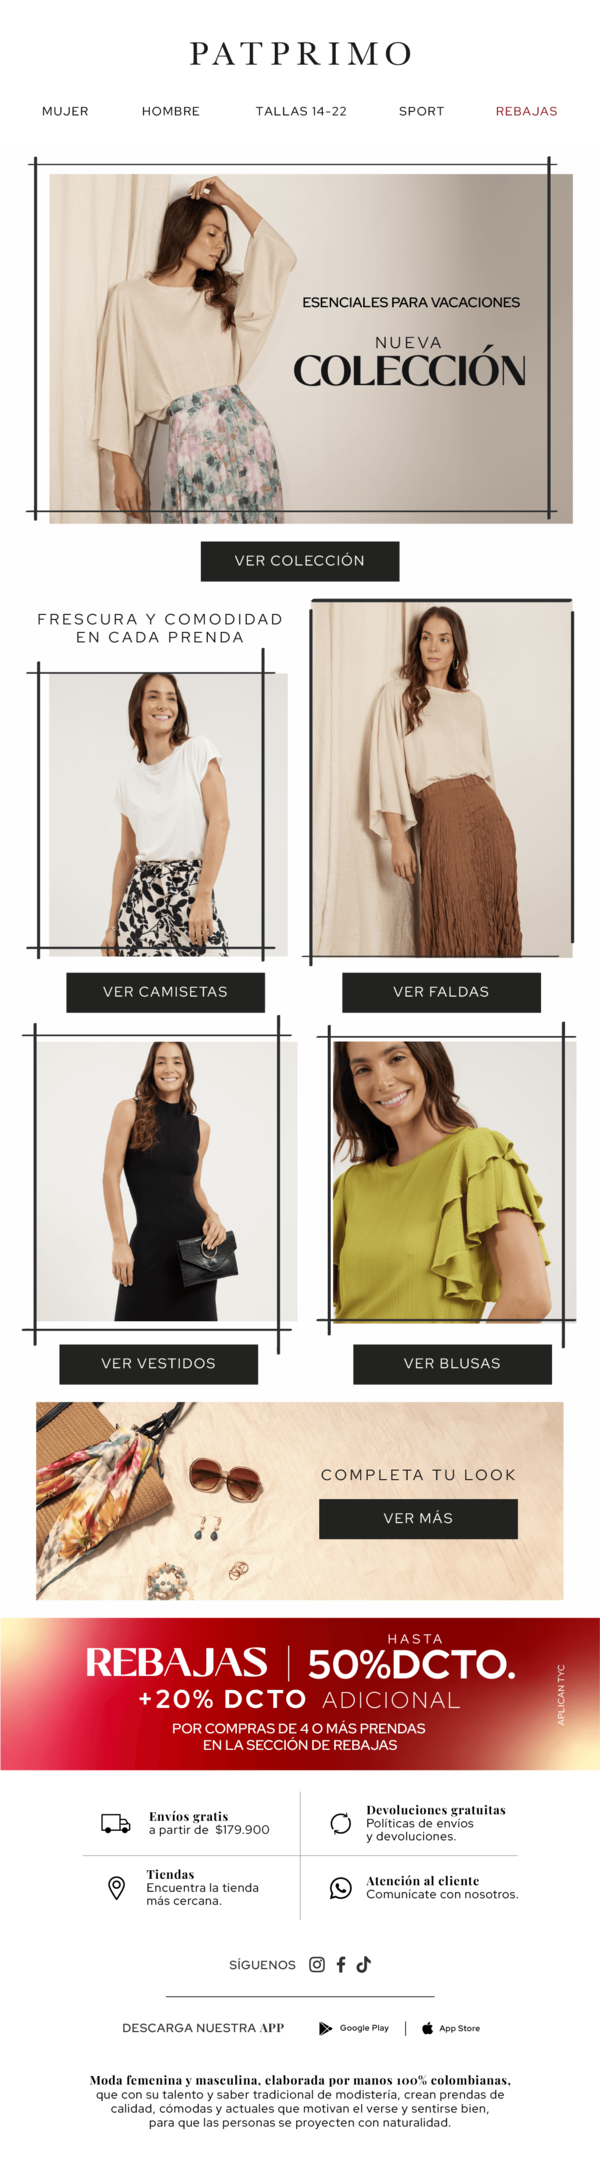 PATPRIMO
MUJER HOMBRE TALLAS 14-22 SPORT REBAJAS
ESENCIALES PARA VACACIONES
NUEVA
COLECCIÓN
VER COLECCIÓN
FRESCURA Y COMODIDAD
EN CADA PRENDA
VER CAMISETAS
VER FALDAS
VER VESTIDOS
VER BLUSAS
COMPLETA TU LOOK
VER MÁS
REBAJAS
HASTA
50%DCTO.
+20% DCTO ADICIONAL
POR COMPRAS DE 4 O MÁS PRENDAS
EN LA SECCIÓN DE REBAJAS
APLICAN TYC
Envíos gratis
a partir de $179.900
Devoluciones gratuitas
Políticas de envíos
y devoluciones.
Tiendas
Encuentra la tienda
más cercana.
Atención al cliente
Comunícate con nosotros.
SÍGUENOS
DESCARGA NUESTRA APP
Google Play
App Store
Moda femenina y masculina, elaborada por manos 100% colombianas,
que con su talento y saber tradicional de modistería, crean prendas de
calidad, cómodas y actuales que motivan el verse y sentirse bien,
para que las personas se proyecten con naturalidad.